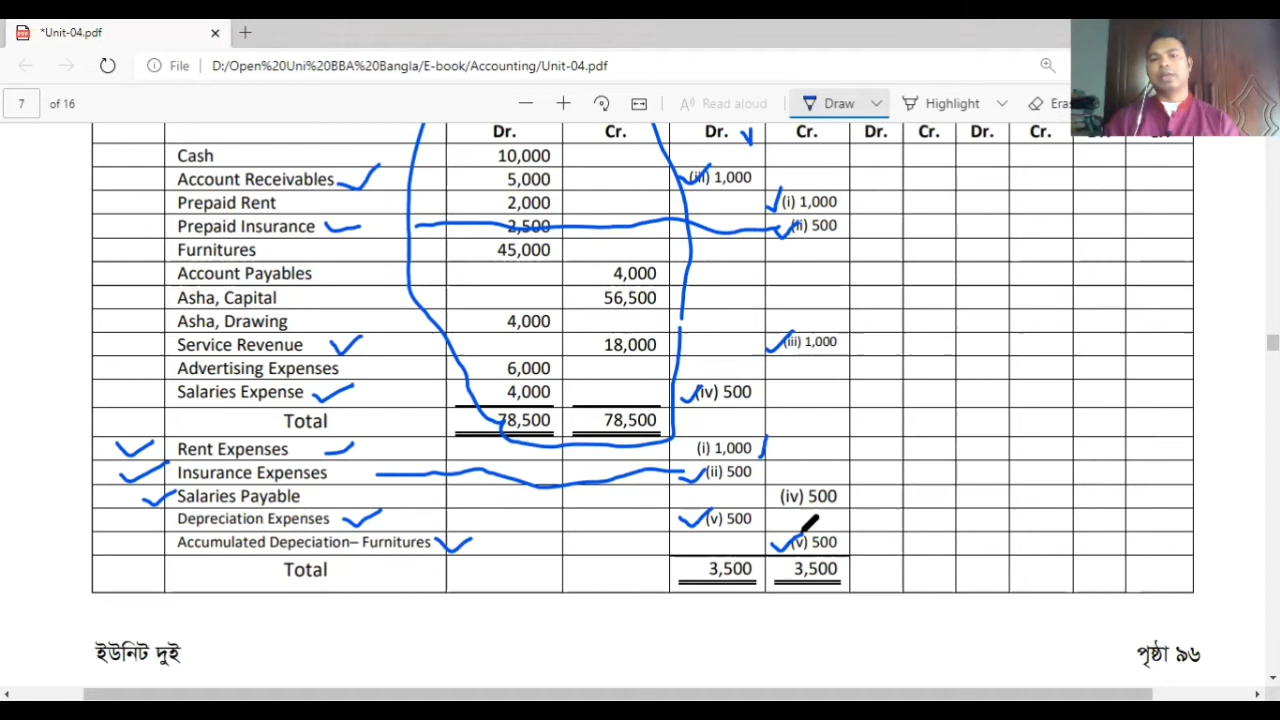 *Unit-04.pdf
File D:/Open%20Uni%20BBA%20Bangla/E-book/Accounting/Unit-04.pdf
7 of 16 Read aloud Draw Highlight
Dr. Cr. Dr. Cr. Dr. Cr. Dr. Cr.
Cash 10,000
Account Receivables 5,000 (iii) 1,000
Prepaid Rent 2,000 (i) 1,000
Prepaid Insurance 2,500 (ii) 500
Furnitures 45,000
Account Payables 4,000
Asha, Capital 56,500
Asha, Drawing 4,000
Service Revenue 18,000 (iii) 1,000
Advertising Expenses 6,000
Salaries Expense 4,000 (iv) 500
Total 78,500 78,500
Rent Expenses (i) 1,000
Insurance Expenses (ii) 500
Salaries Payable (iv) 500
Depreciation Expenses (v) 500
Accumulated Depeciation– Furnitures (v) 500
Total 3,500 3,500
ইউনিট দুই পৃষ্ঠা ৯৬